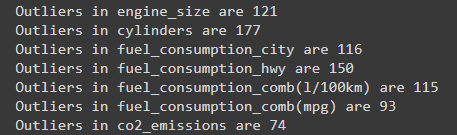 Outliers in engine_size are 121
Outliers in cylinders are 177
Outliers in fuel_consumption_city are 116
Outliers in fuel_consumption_hwy are 150
Outliers in fuel_consumption_comb(l/100km) are 115
Outliers in fuel_consumption_comb(mpg) are 93
Outliers in co2_emissions are 74